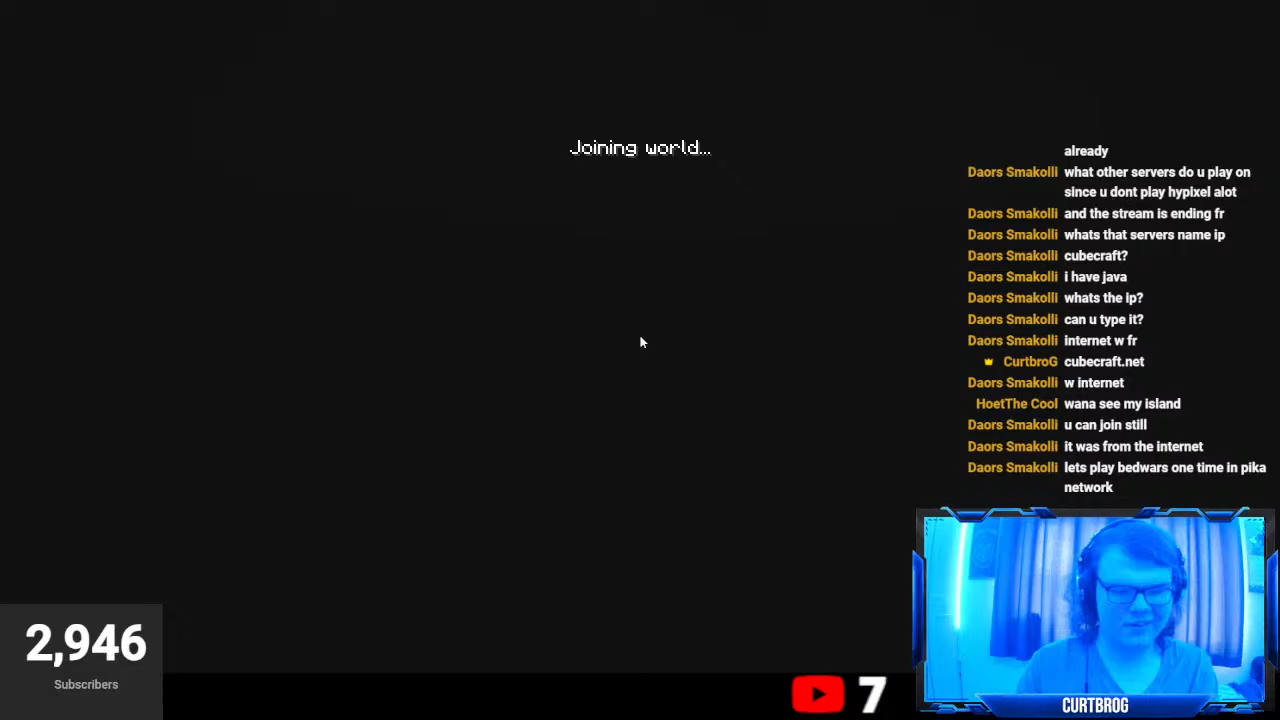 Joining world...
already
Daors Smakolli what other servers do u play on
since u dont play hypixel alot
Daors Smakolli and the stream is ending fr
Daors Smakolli whats that servers name ip
Daors Smakolli cubecraft?
Daors Smakolli i have java
Daors Smakolli whats the ip?
Daors Smakolli can u type it?
Daors Smakolli internet w fr
CurtbroG cubecraft.net
Daors Smakolli w internet
HoetThe Cool wana see my island
Daors Smakolli u can join still
Daors Smakolli it was from the internet
Daors Smakolli lets play bedwars one time in pika
network
2,946
Subscribers
7
CURTBROG